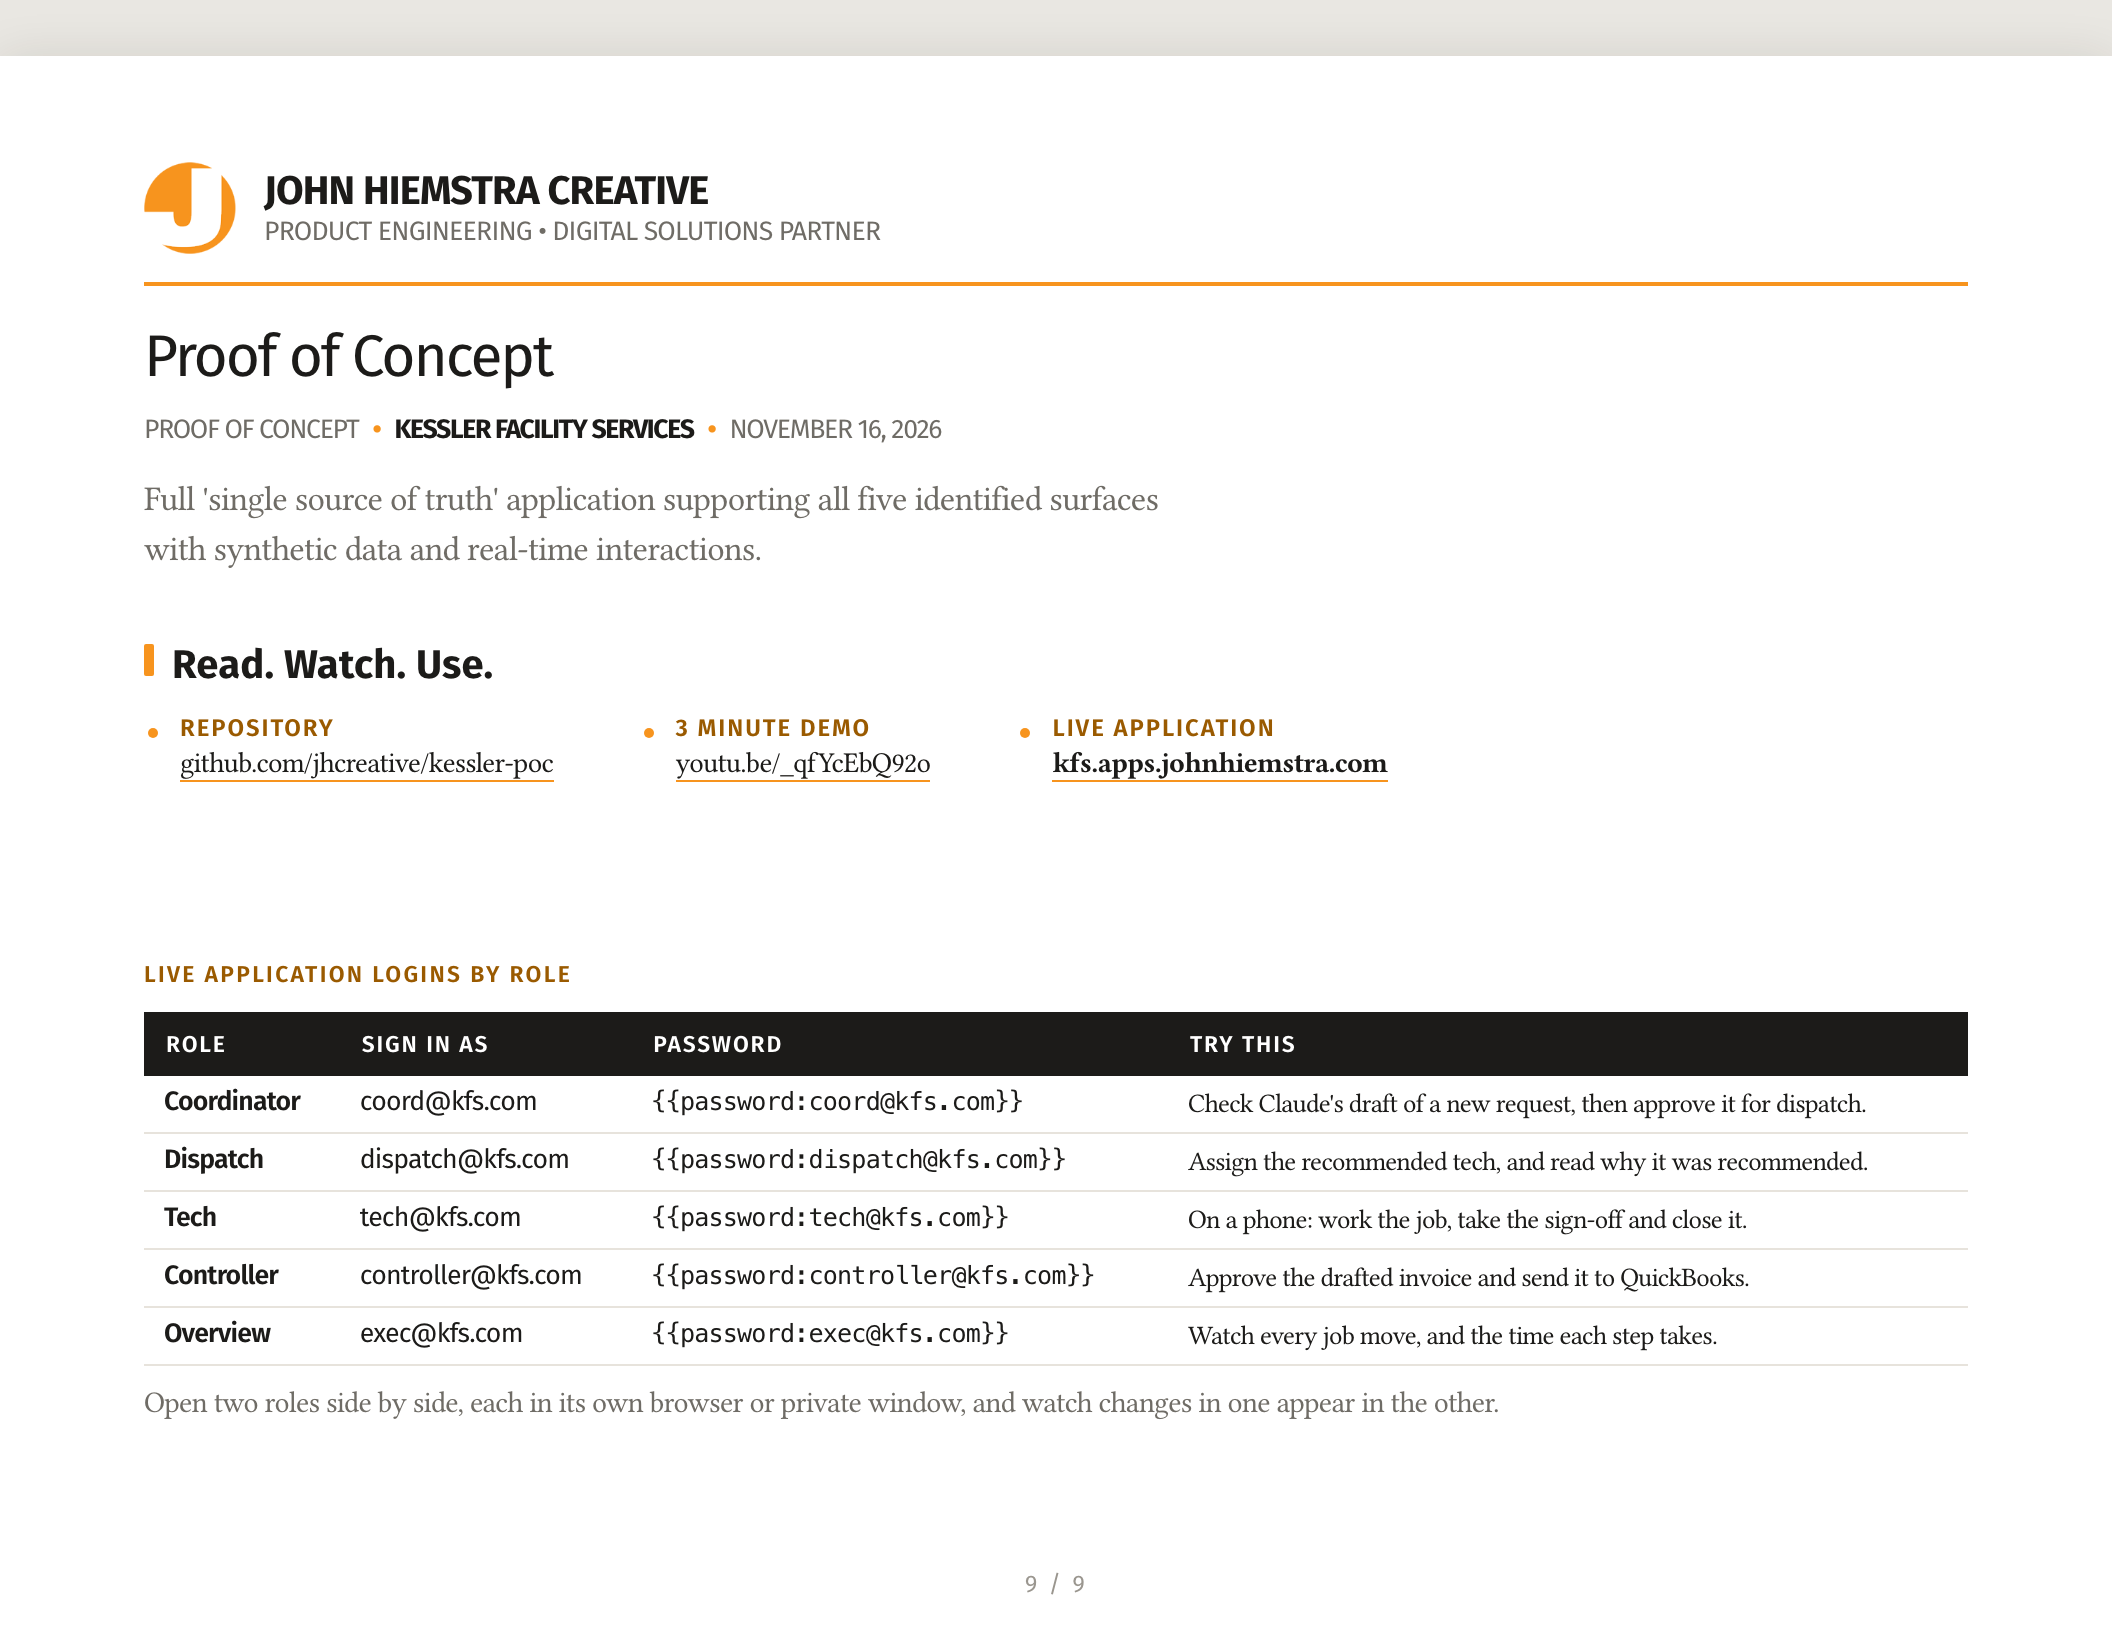 JOHN HIEMSTRA CREATIVE
PRODUCT ENGINEERING • DIGITAL SOLUTIONS PARTNER
Proof of Concept
PROOF OF CONCEPT • KESSLER FACILITY SERVICES • NOVEMBER 16, 2026
Full 'single source of truth' application supporting all five identified surfaces
with synthetic data and real-time interactions.
Read. Watch. Use.
• REPOSITORY
github.com/jhcreative/kessler-poc
• 3 MINUTE DEMO
youtu.be/_qfYcEbQ92o
• LIVE APPLICATION
kfs.apps.johnhiemstra.com
LIVE APPLICATION LOGINS BY ROLE
ROLE SIGN IN AS PASSWORD TRY THIS
Coordinator coord@kfs.com {{password:coord@kfs.com}} Check Claude's draft of a new request, then approve it for dispatch.
Dispatch dispatch@kfs.com {{password:dispatch@kfs.com}} Assign the recommended tech, and read why it was recommended.
Tech tech@kfs.com {{password:tech@kfs.com}} On a phone: work the job, take the sign-off and close it.
Controller controller@kfs.com {{password:controller@kfs.com}} Approve the drafted invoice and send it to QuickBooks.
Overview exec@kfs.com {{password:exec@kfs.com}} Watch every job move, and the time each step takes.
Open two roles side by side, each in its own browser or private window, and watch changes in one appear in the other.
9 / 9